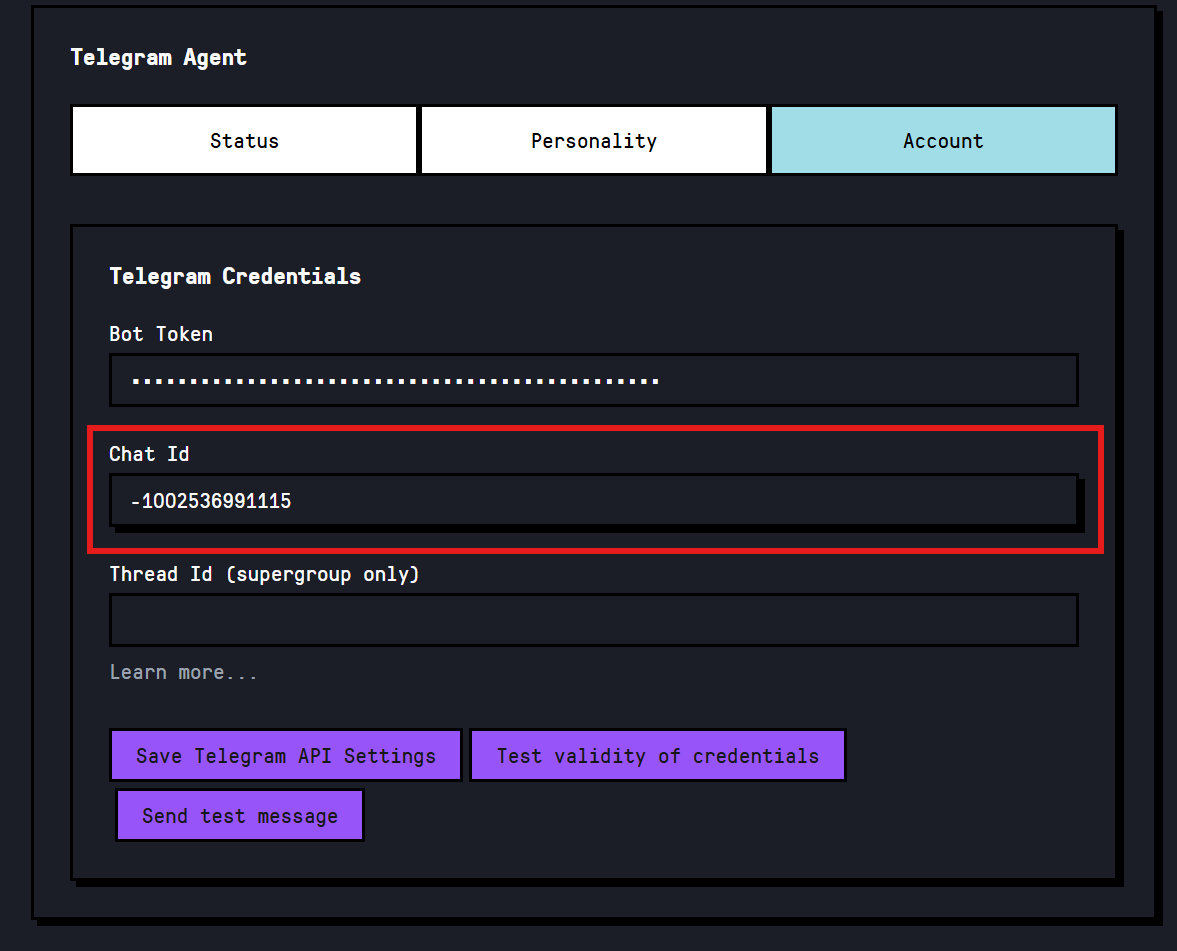 Telegram Agent
Status Personality Account
Telegram Credentials
Bot Token
••••••••••••••••••••••••••••••••••••••••••••••
Chat Id
-1002536991115
Thread Id (supergroup only)
Learn more...
Save Telegram API Settings Test validity of credentials
Send test message